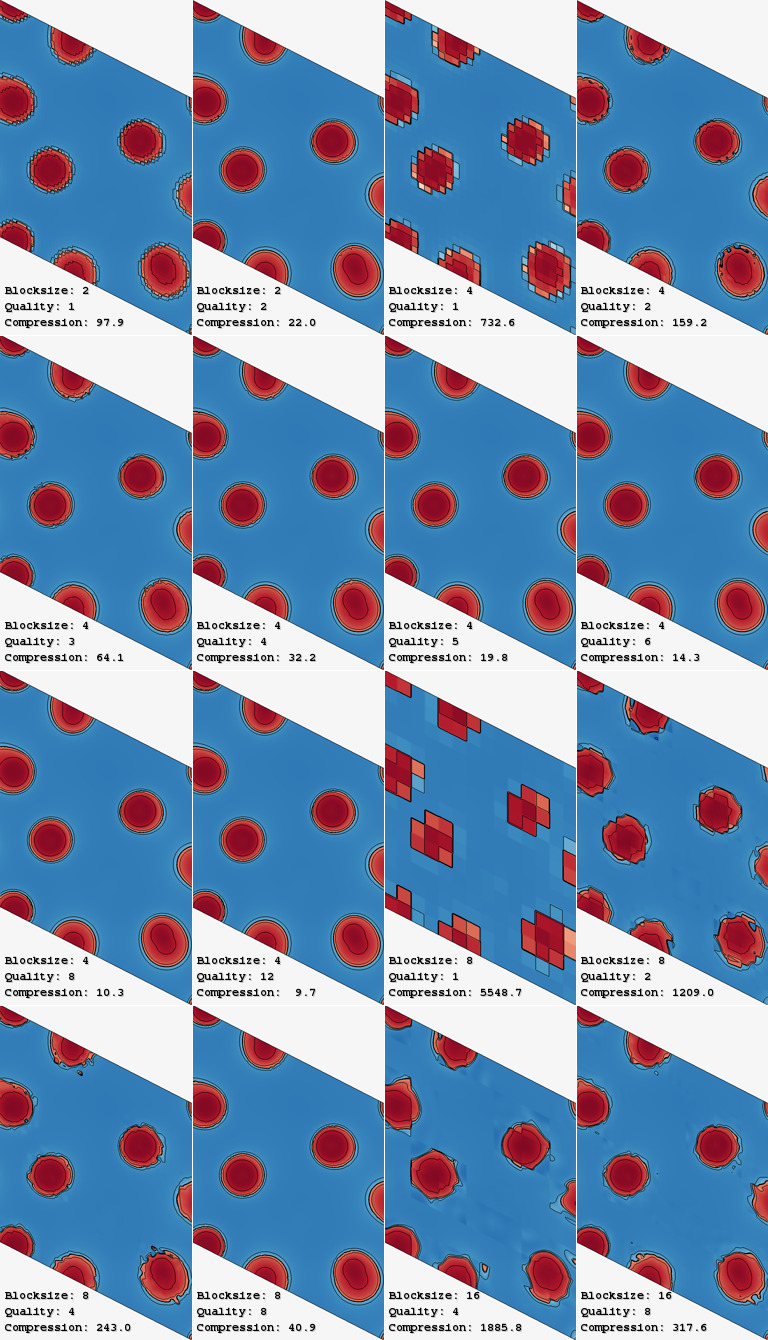 Blocksize: 2
Quality: 1
Compression: 97.9
Blocksize: 2
Quality: 2
Compression: 22.0
Blocksize: 4
Quality: 1
Compression: 732.6
Blocksize: 4
Quality: 2
Compression: 159.2
Blocksize: 4
Quality: 3
Compression: 64.1
Blocksize: 4
Quality: 4
Compression: 32.2
Blocksize: 4
Quality: 5
Compression: 19.8
Blocksize: 4
Quality: 6
Compression: 14.3
Blocksize: 4
Quality: 8
Compression: 10.3
Blocksize: 4
Quality: 12
Compression: 9.7
Blocksize: 8
Quality: 1
Compression: 5548.7
Blocksize: 8
Quality: 2
Compression: 1209.0
Blocksize: 8
Quality: 4
Compression: 243.0
Blocksize: 8
Quality: 8
Compression: 40.9
Blocksize: 16
Quality: 4
Compression: 1885.8
Blocksize: 16
Quality: 8
Compression: 317.6